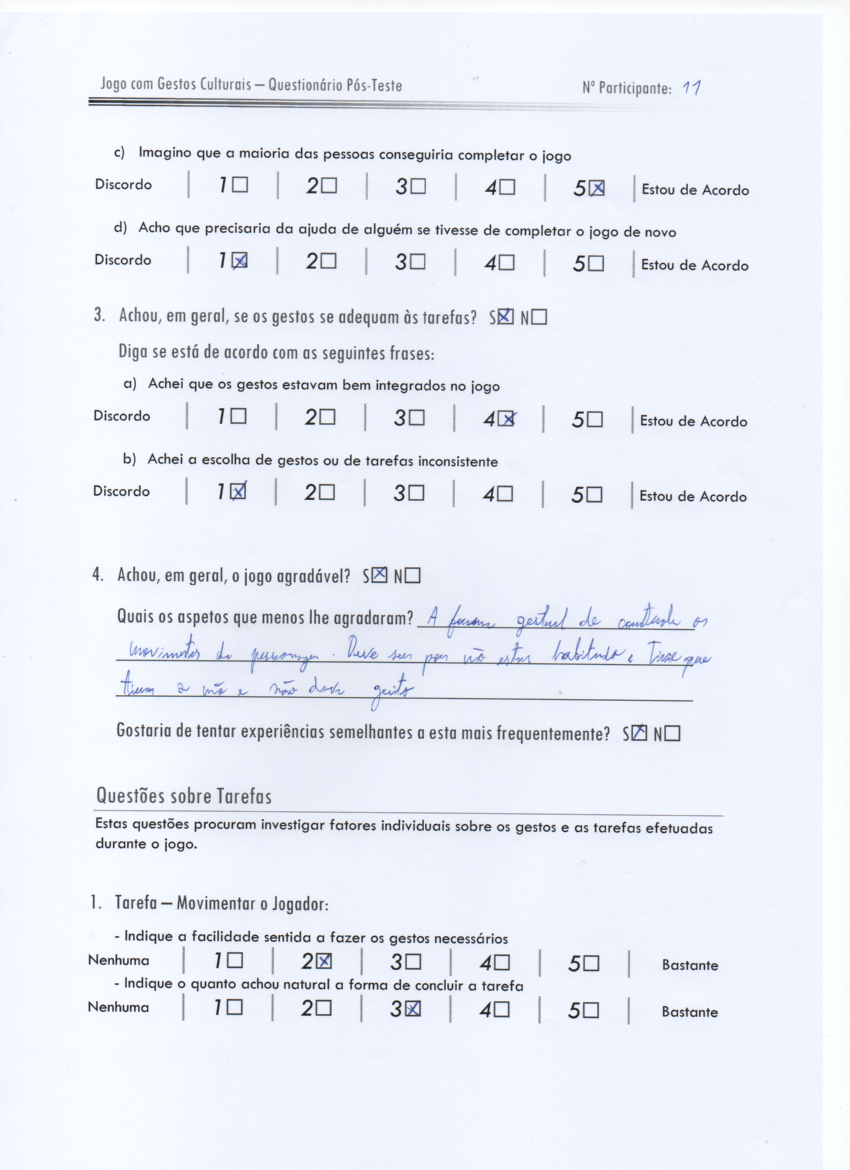 Jogo com Gestos Culturais – Questionário Pós-Teste Nº Participante: 11
c) Imagino que a maioria das pessoas conseguiria completar o jogo
Discordo | 1☐ | 2☐ | 3☐ | 4☐ | 5☒ | Estou de Acordo
d) Acho que precisaria da ajuda de alguém se tivesse de completar o jogo de novo
Discordo | 1☒ | 2☐ | 3☐ | 4☐ | 5☐ | Estou de Acordo
3. Achou, em geral, se os gestos se adequam às tarefas? S☒ N☐
Diga se está de acordo com as seguintes frases:
a) Achei que os gestos estavam bem integrados no jogo
Discordo | 1☐ | 2☐ | 3☐ | 4☒ | 5☐ | Estou de Acordo
b) Achei a escolha de gestos ou de tarefas inconsistente
Discordo | 1☒ | 2☐ | 3☐ | 4☐ | 5☐ | Estou de Acordo
4. Achou, em geral, o jogo agradável? S☒ N☐
Quais os aspetos que menos lhe agradaram? A forma gestual de controle os
movimentos do personagem. Deve ser por não estar habituado e
a mão e não dar jeito
Gostaria de tentar experiências semelhantes a esta mais frequentemente? S☒ N☐
Questões sobre Tarefas
Estas questões procuram investigar fatores individuais sobre os gestos e as tarefas efetuadas
durante o jogo.
1. Tarefa – Movimentar o Jogador:
- Indique a facilidade sentida a fazer os gestos necessários
Nenhuma | 1☐ | 2☒ | 3☐ | 4☐ | 5☐ | Bastante
- Indique o quanto achou natural a forma de concluir a tarefa
Nenhuma | 1☐ | 2☐ | 3☒ | 4☐ | 5☐ | Bastante